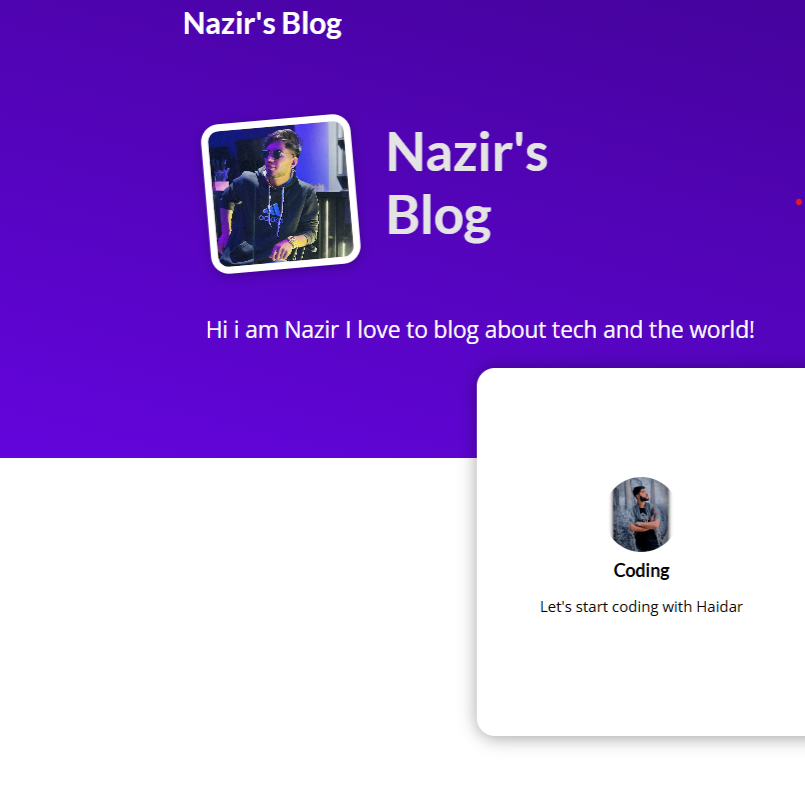 Nazir's Blog
Nazir's
Blog
Hi i am Nazir I love to blog about tech and the world!
Coding
Let's start coding with Haidar